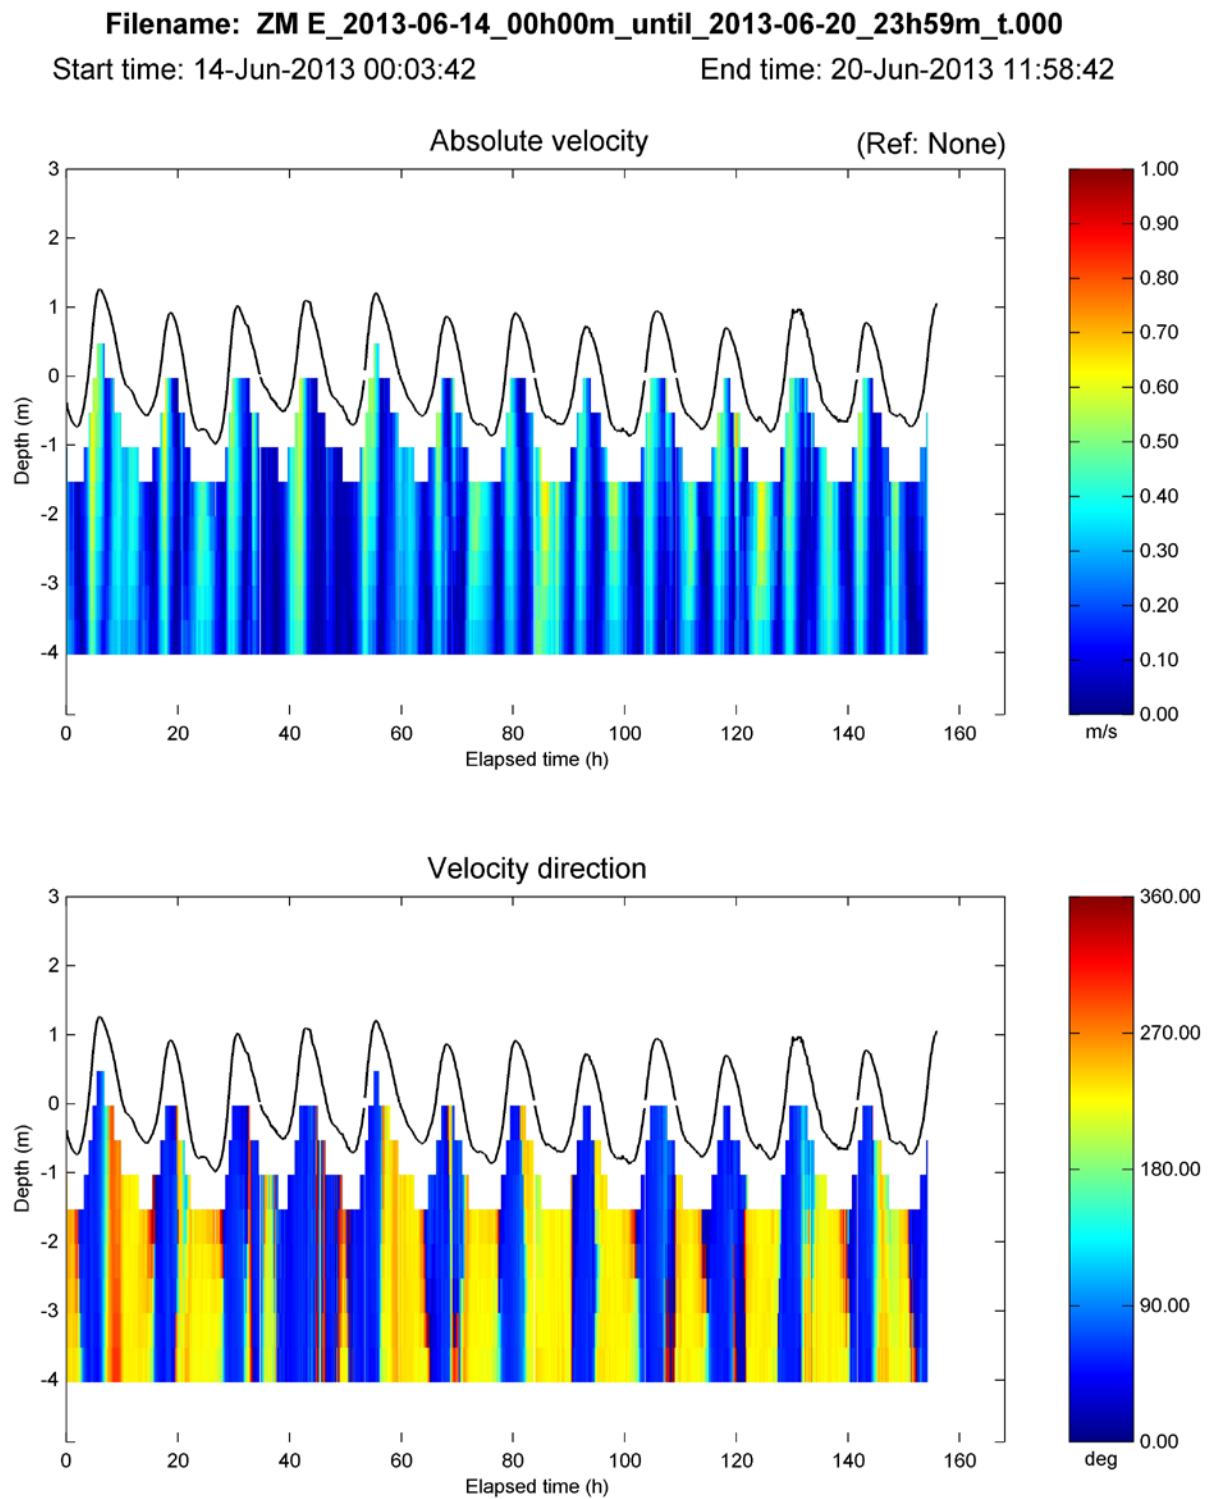 Filename: ZM E_2013-06-14_00h00m_until_2013-06-20_23h59m_t.000
Start time: 14-Jun-2013 00:03:42 End time: 20-Jun-2013 11:58:42
Absolute velocity (Ref: None)
3
2
1
0
-1
-2
-3
-4
Depth (m)
0 20 40 60 80 100 120 140 160
Elapsed time (h)
1.00
0.90
0.80
0.70
0.60
0.50
0.40
0.30
0.20
0.10
0.00
m/s
Velocity direction
3
2
1
0
-1
-2
-3
-4
Depth (m)
0 20 40 60 80 100 120 140 160
Elapsed time (h)
360.00
270.00
180.00
90.00
0.00
deg